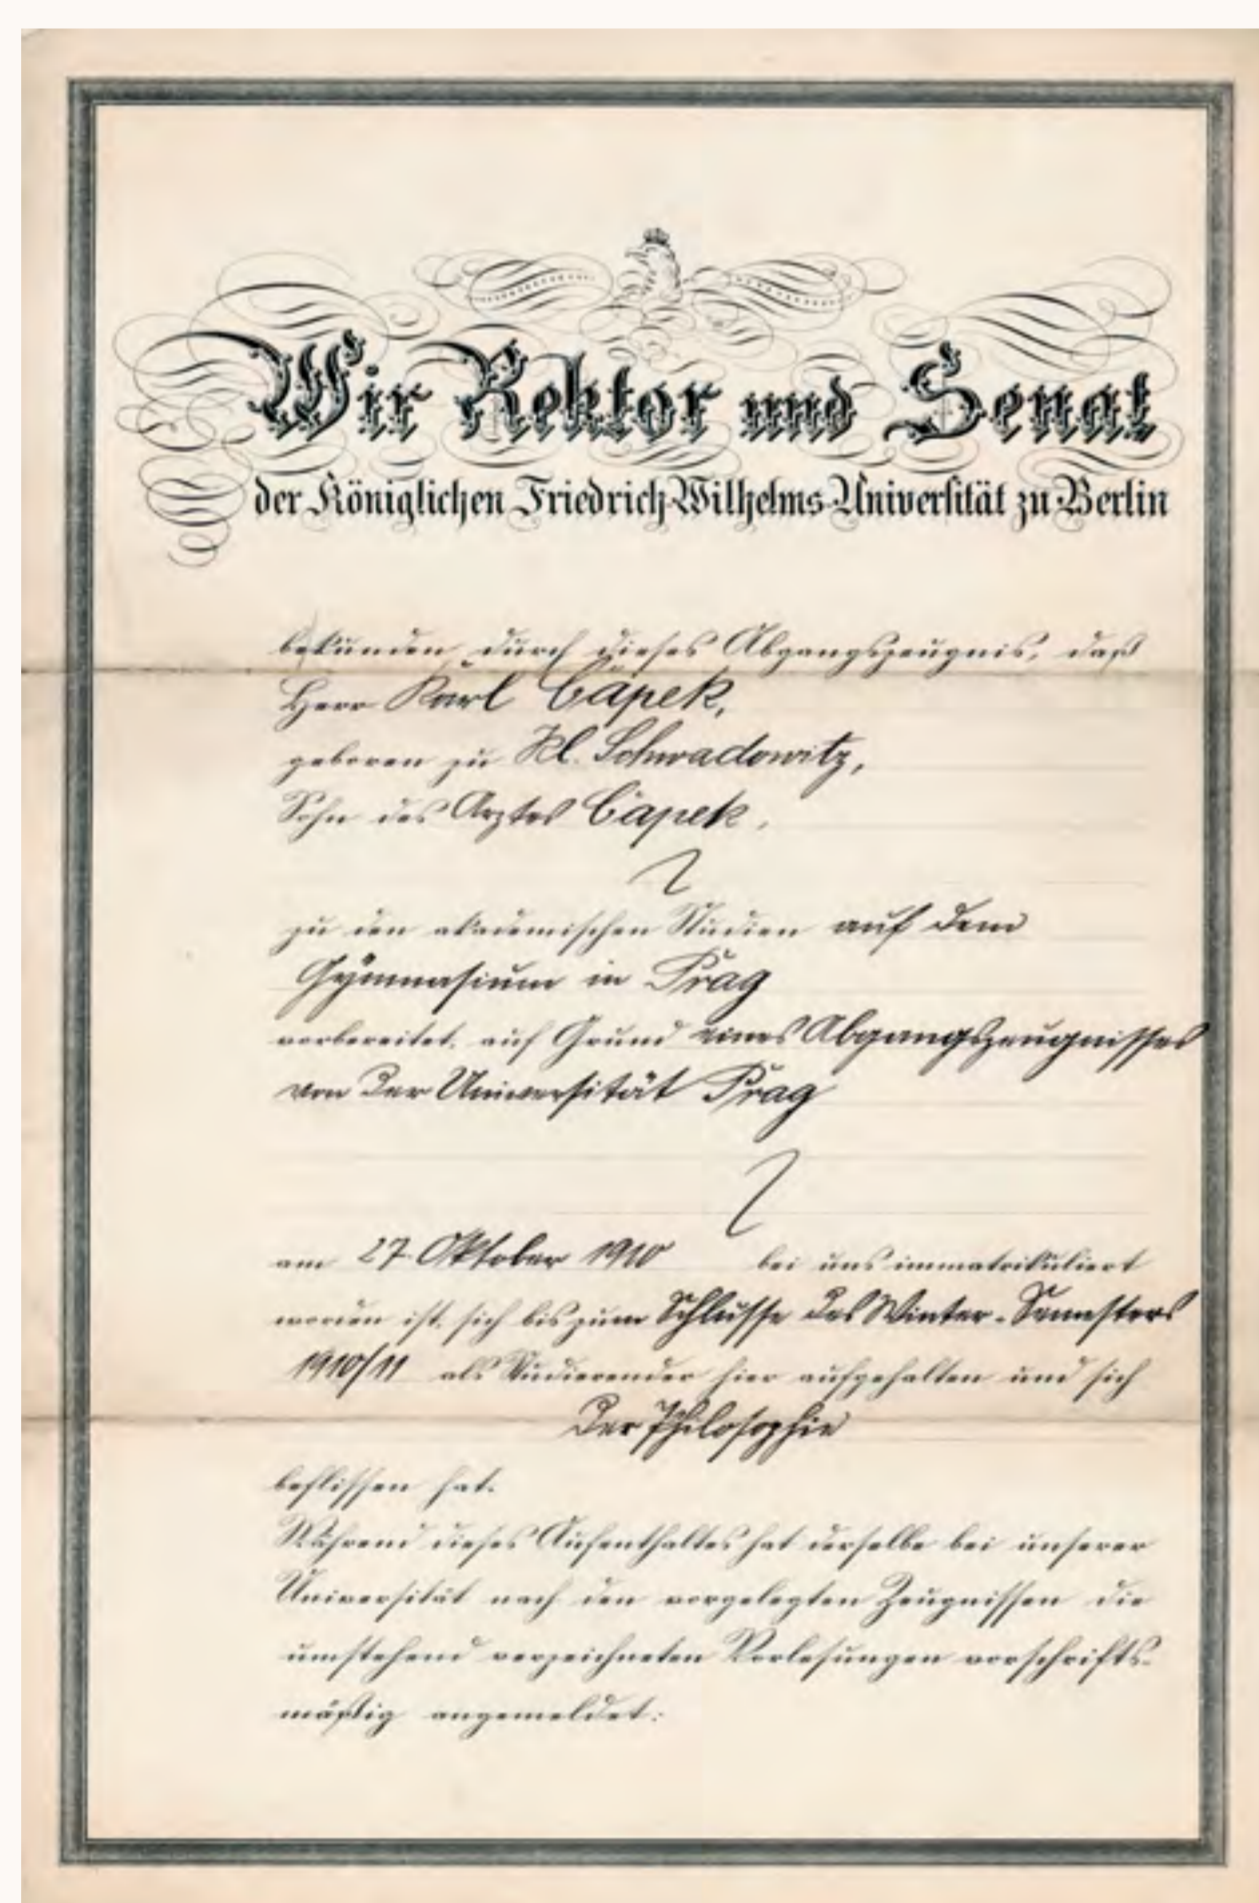 Wir Rektor und Senat
der Königlichen Friedrich-Wilhelms-Universität zu Berlin
bekunden durch dieses Abgangszeugnis, daß
Herr Karl Čapek,
geboren zu Kl. Schwadowitz,
Sohn des Arztes Čapek,
zu den akademischen Studien auf dem
Gymnasium in Prag
vorbereitet, auf Grund eines Abgangszeugnisses
von der Universität Prag
am 27. Oktober 1910 bei uns immatrikuliert
worden ist, sich bis zum Schlusse des Winter-Semesters
1910/11 als Studierender hier aufgehalten und sich
der Philosophie
beflissen hat.
Während dieses Aufenthaltes hat derselbe bei unserer
Universität nach den vorgelegten Zeugnissen die
umstehend verzeichneten Vorlesungen vorschrifts-
mäßig angemeldet: